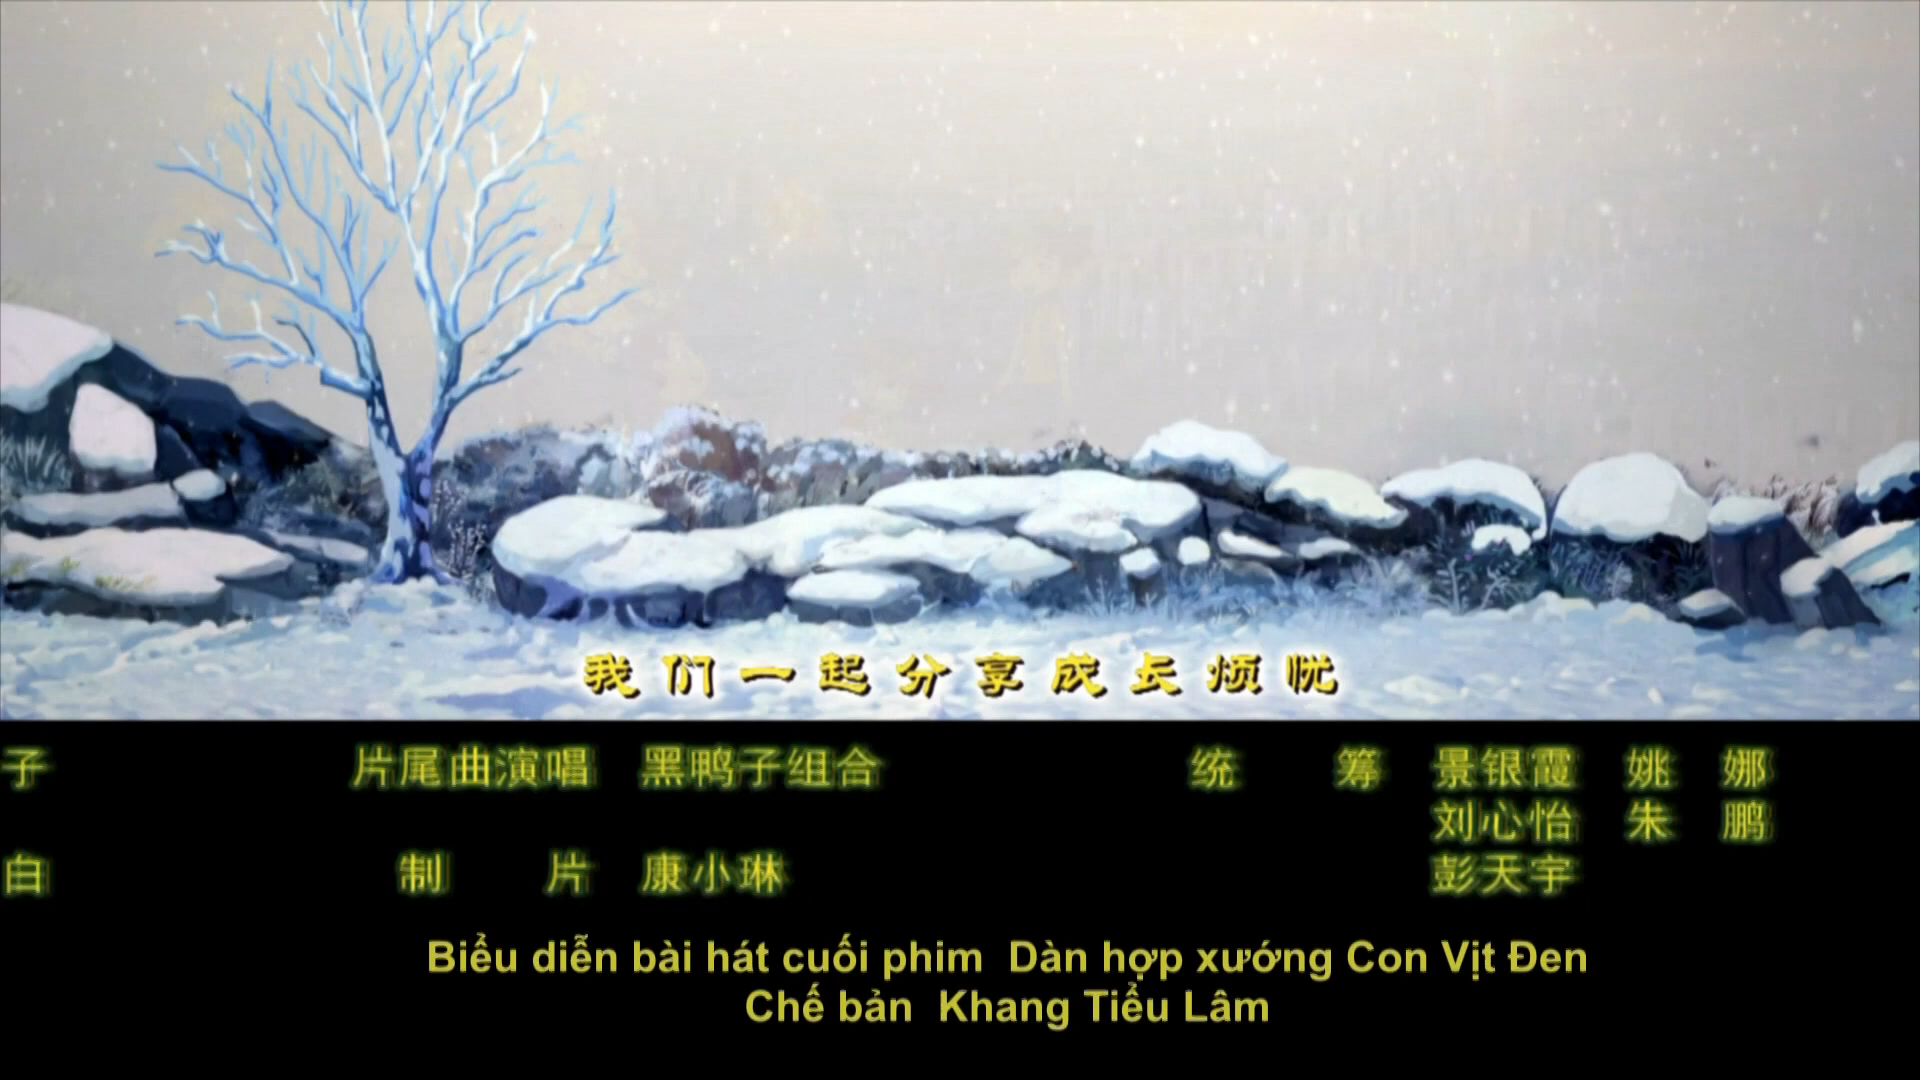 我们一起分享成长烦忧
子 片尾曲演唱 黑鸭子组合 统 筹 景银霞 姚 娜
刘心怡 朱 鹏
自 制 片 康小琳 彭天宇
Biểu diễn bài hát cuối phim Dàn hợp xướng Con Vịt Đen
Chế bản Khang Tiểu Lâm